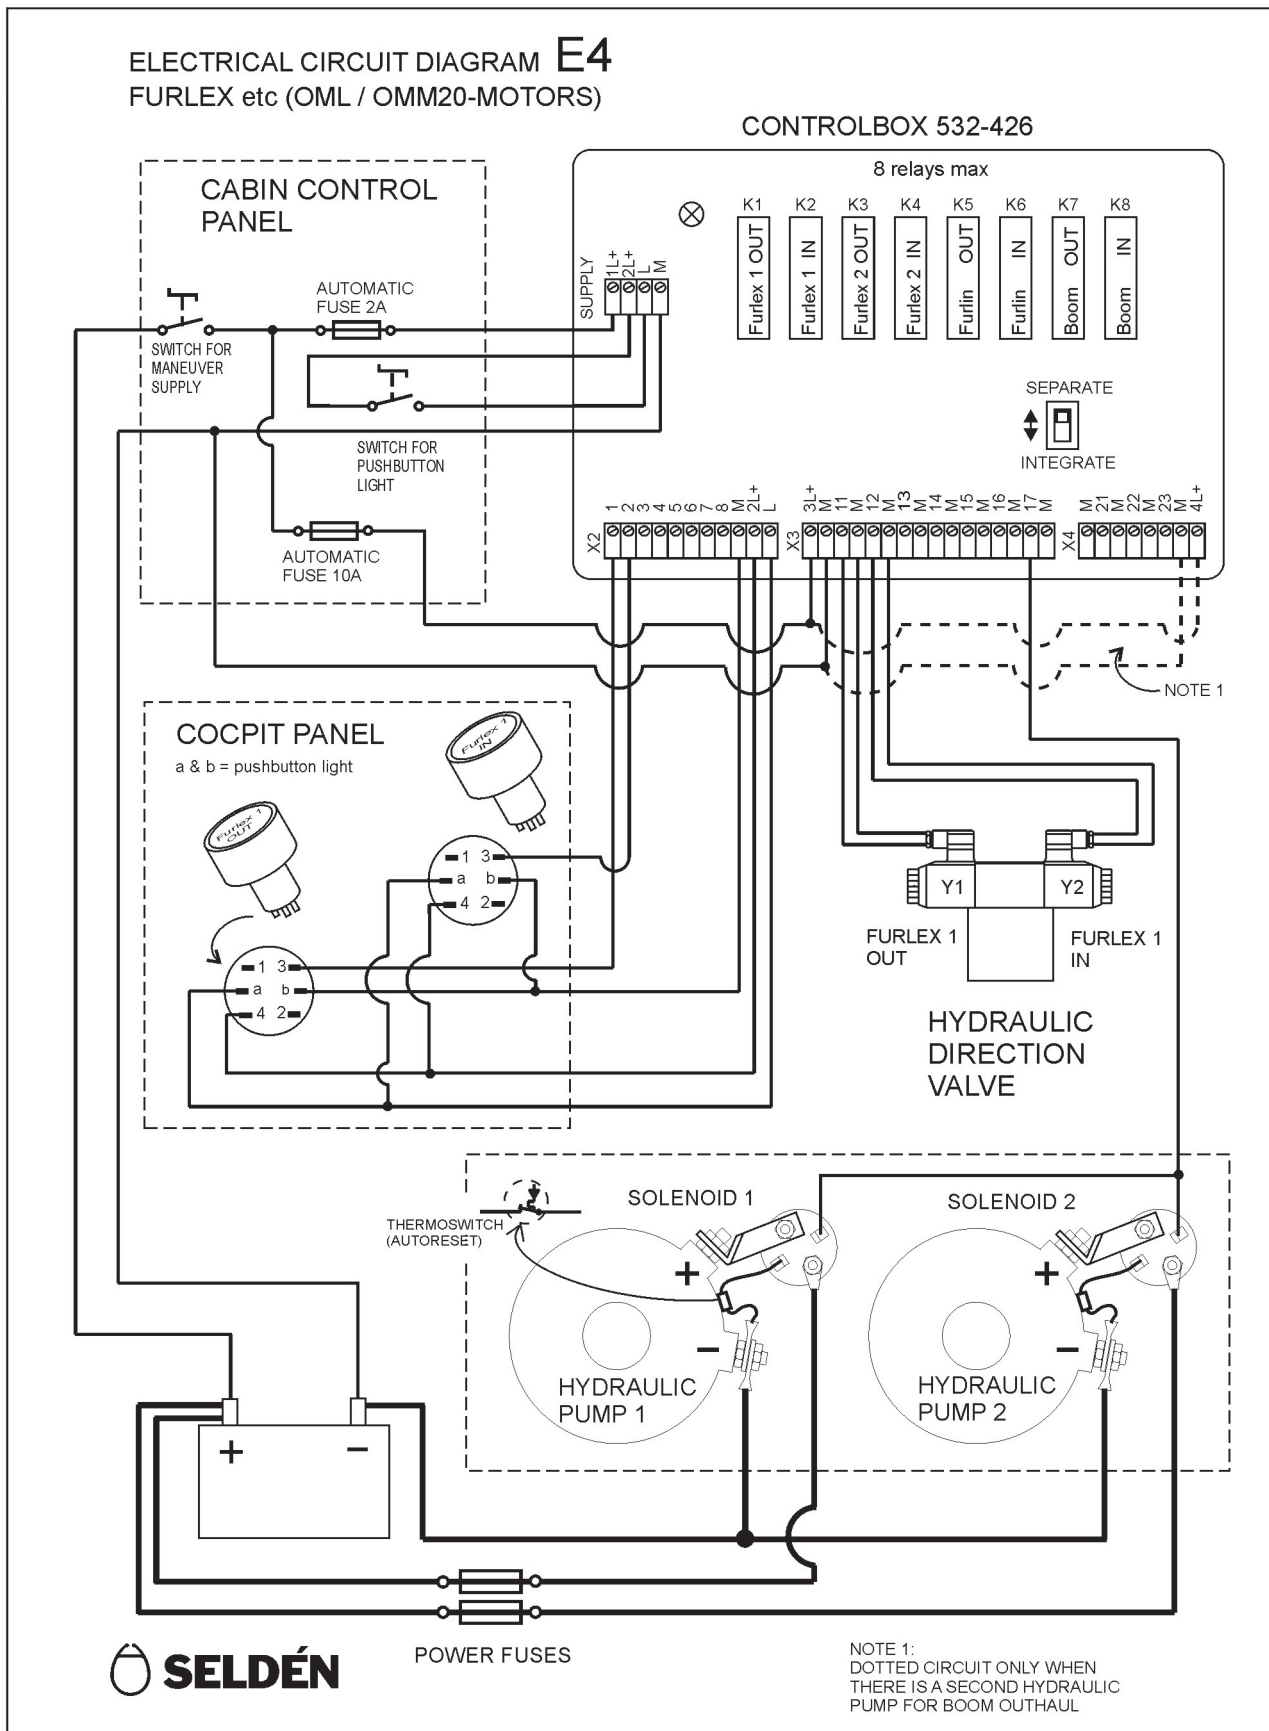 ELECTRICAL CIRCUIT DIAGRAM E4
FURLEX etc (OML / OMM20-MOTORS)
CONTROLBOX 532-426
8 relays max
CABIN CONTROL
PANEL
K1 K2 K3 K4 K5 K6 K7 K8
Furlex 1 OUT
Furlex 1 IN
Furlex 2 OUT
Furlex 2 IN
Furlin OUT
Furlin IN
Boom OUT
Boom IN
SUPPLY
1L+
2L+
L
M
AUTOMATIC
FUSE 2A
SWITCH FOR
MANEUVER
SUPPLY
SWITCH FOR
PUSHBUTTON
LIGHT
SEPARATE
INTEGRATE
AUTOMATIC
FUSE 10A
X2
1 2 3 4 5 6 7 8 M 2L+ L
X3
3L+ M 11 M 12 M 13 M 14 M 15 M 16 M 17 M
X4
M 21 M 22 M 23 M 4L+
NOTE 1
COCPIT PANEL
a & b = pushbutton light
Furlex 1
IN
Furlex 1
OUT
1 3
a b
4 2
1 3
a b
4 2
Y1
Y2
FURLEX 1
OUT
FURLEX 1
IN
HYDRAULIC
DIRECTION
VALVE
THERMOSWITCH
(AUTORESET)
SOLENOID 1
SOLENOID 2
+
+
−
−
HYDRAULIC
PUMP 1
HYDRAULIC
PUMP 2
+ −
POWER FUSES
SELDÉN
NOTE 1:
DOTTED CIRCUIT ONLY WHEN
THERE IS A SECOND HYDRAULIC
PUMP FOR BOOM OUTHAUL